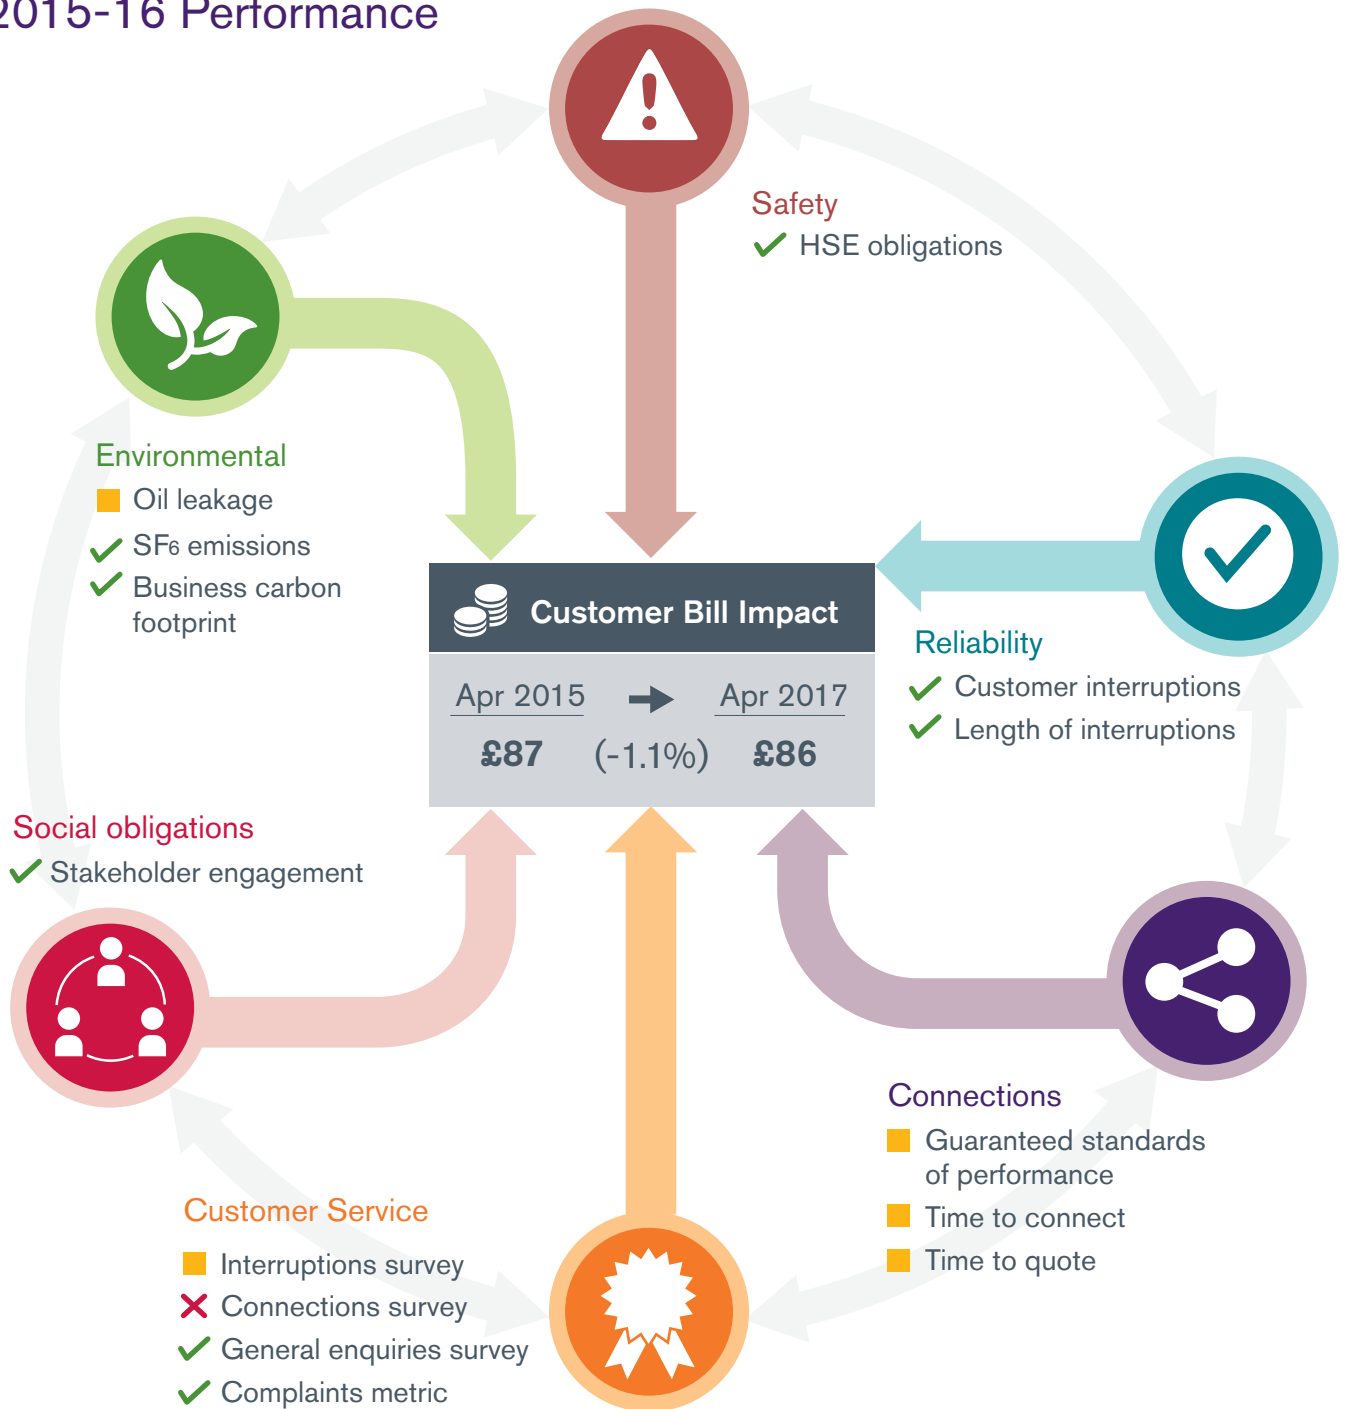 2015-16 Performance
Safety
HSE obligations
Environmental
Oil leakage
SF6 emissions
Business carbon
footprint
Customer Bill Impact
Apr 2015
Apr 2017
£87
(-1.1%)
£86
Reliability
Customer interruptions
Length of interruptions
Social obligations
Stakeholder engagement
Connections
Guaranteed standards
of performance
Time to connect
Time to quote
Customer Service
Interruptions survey
Connections survey
General enquiries survey
Complaints metric